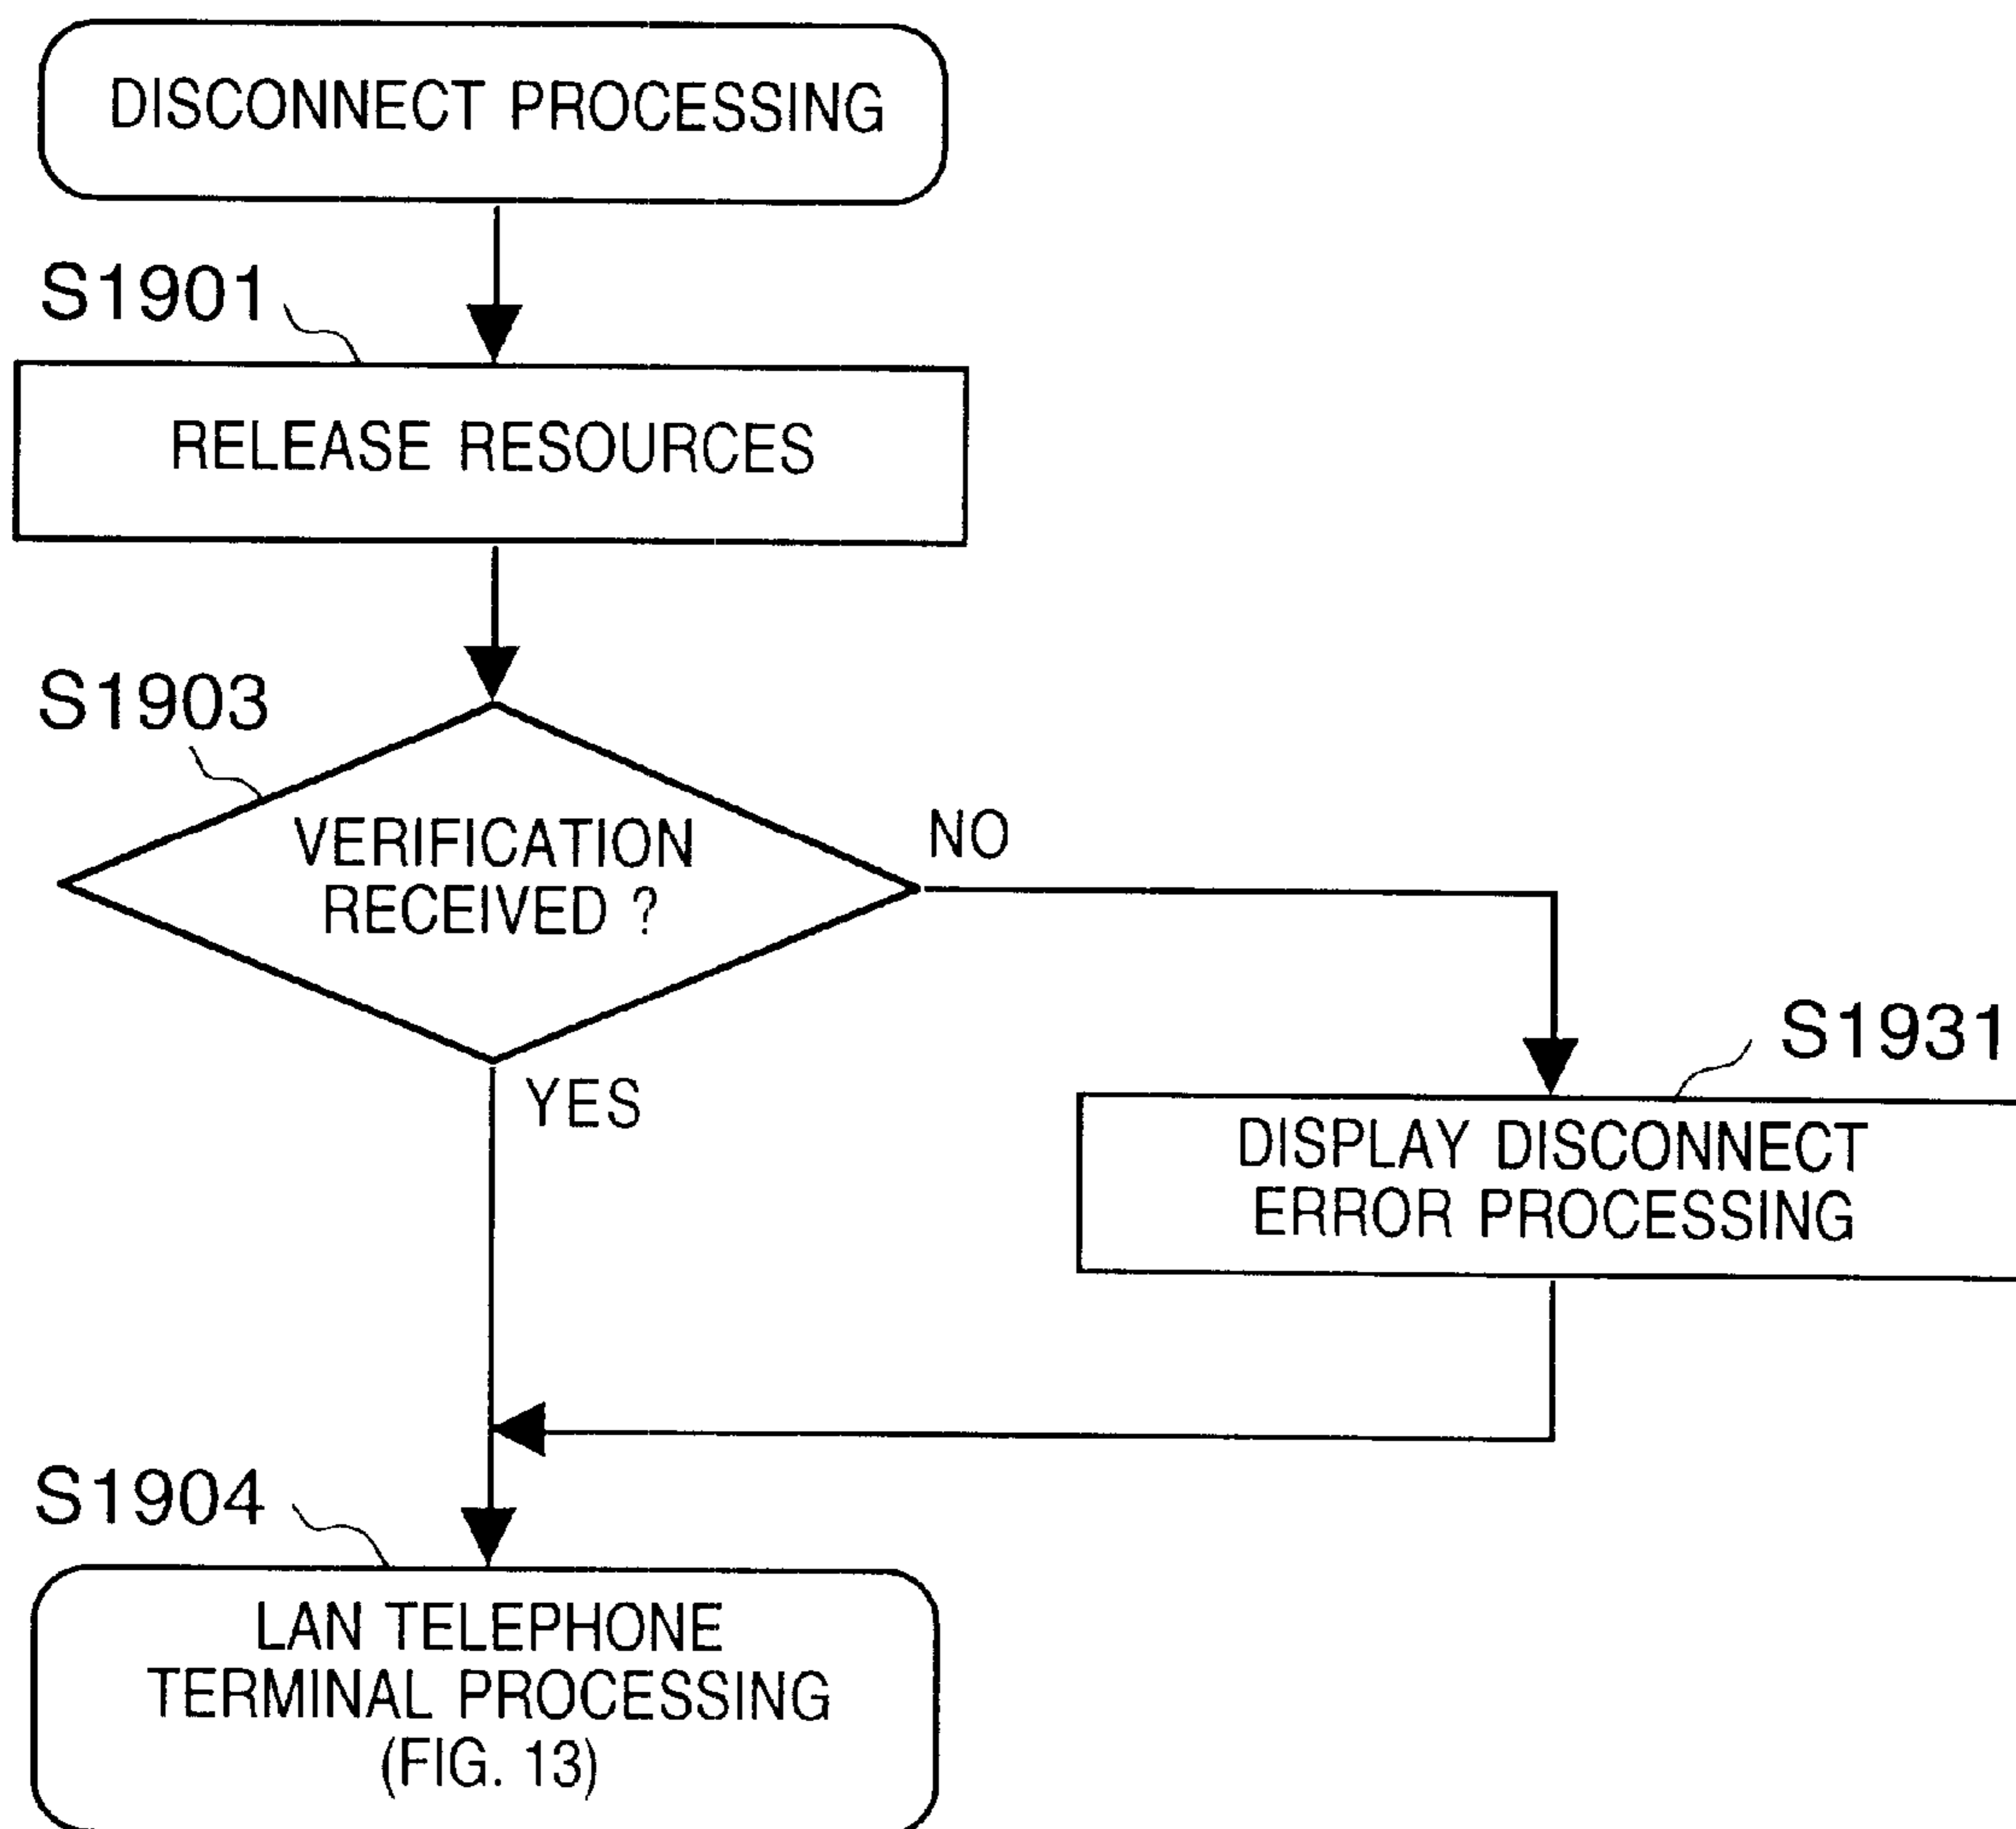 DISCONNECT PROCESSING
S1901
RELEASE RESOURCES
S1903
VERIFICATION
RECEIVED ?
NO
YES
S1931
DISPLAY DISCONNECT
ERROR PROCESSING
S1904
LAN TELEPHONE
TERMINAL PROCESSING
(FIG. 13)